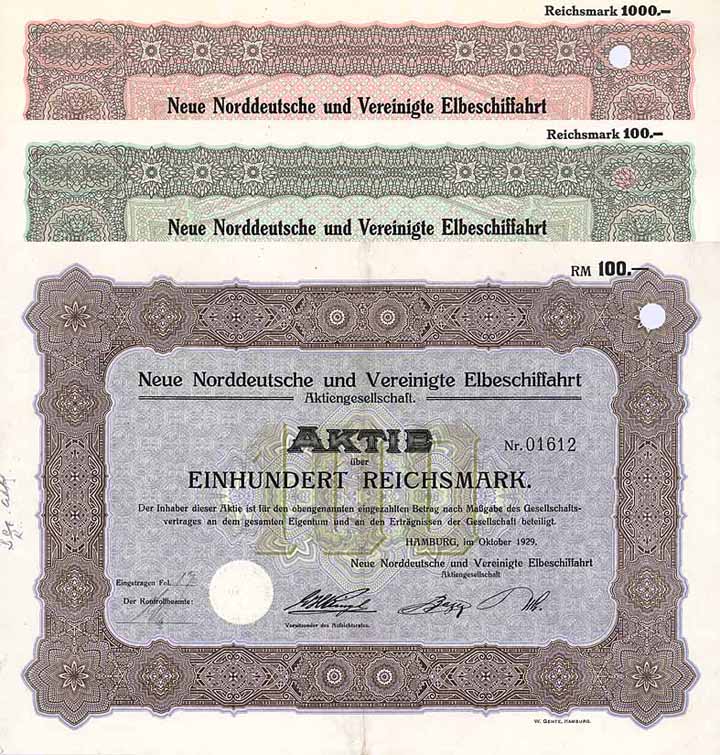 Reichsmark 1000.—
Neue Norddeutsche und Vereinigte Elbeschiffahrt
Reichsmark 100.—
Neue Norddeutsche und Vereinigte Elbeschiffahrt
RM 100.—
Neue Norddeutsche und Vereinigte Elbeschiffahrt
Aktiengesellschaft.
100
AKTIE
Nr. 01612
über
EINHUNDERT REICHSMARK.
Der Inhaber dieser Aktie ist für den obengenannten eingezahlten Betrag nach Maßgabe des Gesellschafts-
vertrages an dem gesamten Eigentum und an den Erträgnissen der Gesellschaft beteiligt.
HAMBURG, im Oktober 1929.
Neue Norddeutsche und Vereinigte Elbeschiffahrt
Aktiengesellschaft
Eingetragen Fol.
Der Kontrollbeamte:
Vorsitzender des Aufsichtsrates.
W. GENTE, HAMBURG.